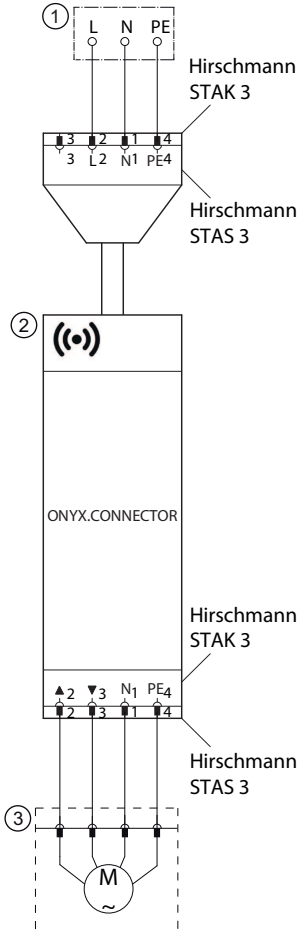 1
L N PE
Hirschmann
STAK 3
3 2 1 4
3 L2 N1 PE4
Hirschmann
STAS 3
2
ONYX.CONNECTOR
Hirschmann
STAK 3
▲2 ▼3 N1 PE4
2 3 1 4
Hirschmann
STAS 3
3
M
~